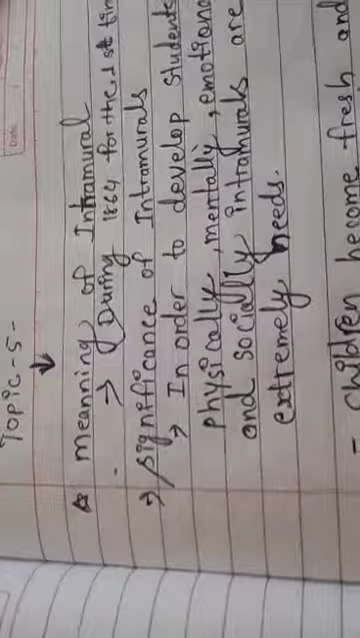 Date
Topic-5-
↓
meanning of Intramural
→ During 1864 for the 1st tim
→ significance of Intramurals
→ In order to develop students
physically, mentally, emotiona
and socially intramurals are
extremely needs.
- children become fresh and